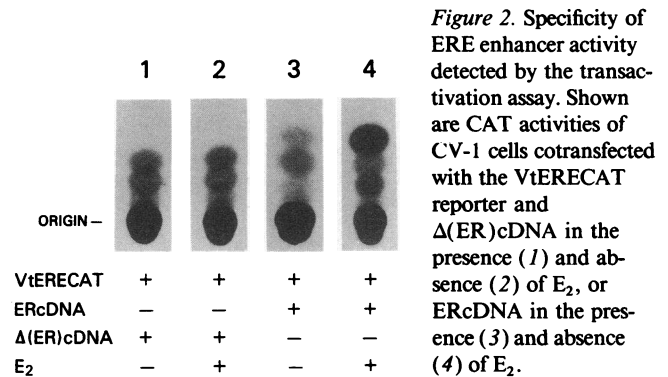 1 2 3 4
ORIGIN –
VtERECAT + + + +
ERcDNA – – + +
Δ(ER)cDNA + + – –
E₂ – + – +
Figure 2. Specificity of
ERE enhancer activity
detected by the transac-
tivation assay. Shown
are CAT activities of
CV-1 cells cotransfected
with the VtERECAT
reporter and
Δ(ER)cDNA in the
presence (1) and ab-
sence (2) of E₂, or
ERcDNA in the pres-
ence (3) and absence
(4) of E₂.